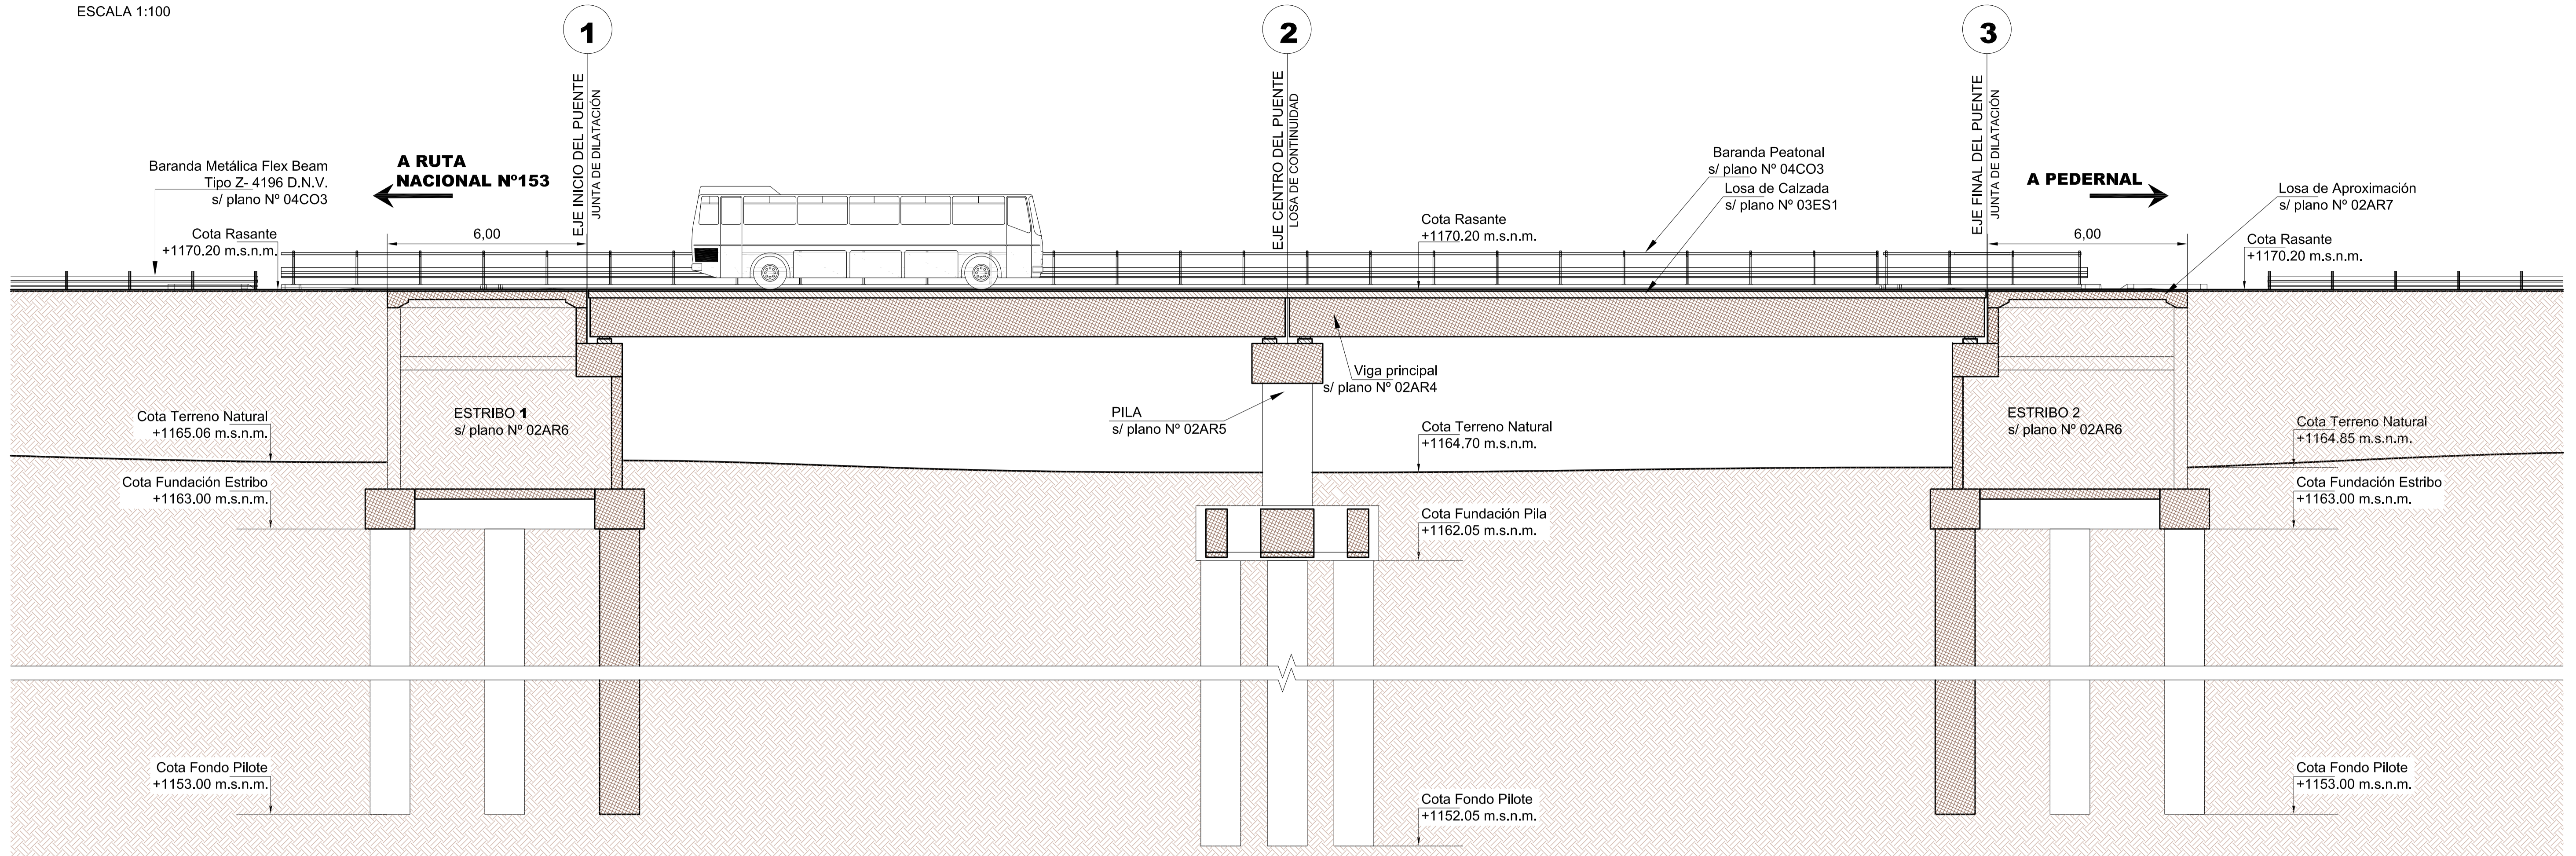 ESCALA 1:100
1
2
3
EJE INICIO DEL PUENTE
JUNTA DE DILATACIÓN
EJE CENTRO DEL PUENTE
LOSA DE CONTINUIDAD
EJE FINAL DEL PUENTE
JUNTA DE DILATACIÓN
Baranda Metálica Flex Beam
Tipo Z- 4196 D.N.V.
s/ plano Nº 04CO3
A RUTA
NACIONAL Nº153
Baranda Peatonal
s/ plano Nº 04CO3
Losa de Calzada
s/ plano Nº 03ES1
A PEDERNAL
Losa de Aproximación
s/ plano Nº 02AR7
Cota Rasante
+1170.20 m.s.n.m.
6,00
Cota Rasante
+1170.20 m.s.n.m.
6,00
Cota Rasante
+1170.20 m.s.n.m.
Viga principal
s/ plano Nº 02AR4
Cota Terreno Natural
+1165.06 m.s.n.m.
ESTRIBO 1
s/ plano Nº 02AR6
PILA
s/ plano Nº 02AR5
Cota Terreno Natural
+1164.70 m.s.n.m.
ESTRIBO 2
s/ plano Nº 02AR6
Cota Terreno Natural
+1164.85 m.s.n.m.
Cota Fundación Estribo
+1163.00 m.s.n.m.
Cota Fundación Pila
+1162.05 m.s.n.m.
Cota Fundación Estribo
+1163.00 m.s.n.m.
Cota Fondo Pilote
+1153.00 m.s.n.m.
Cota Fondo Pilote
+1152.05 m.s.n.m.
Cota Fondo Pilote
+1153.00 m.s.n.m.